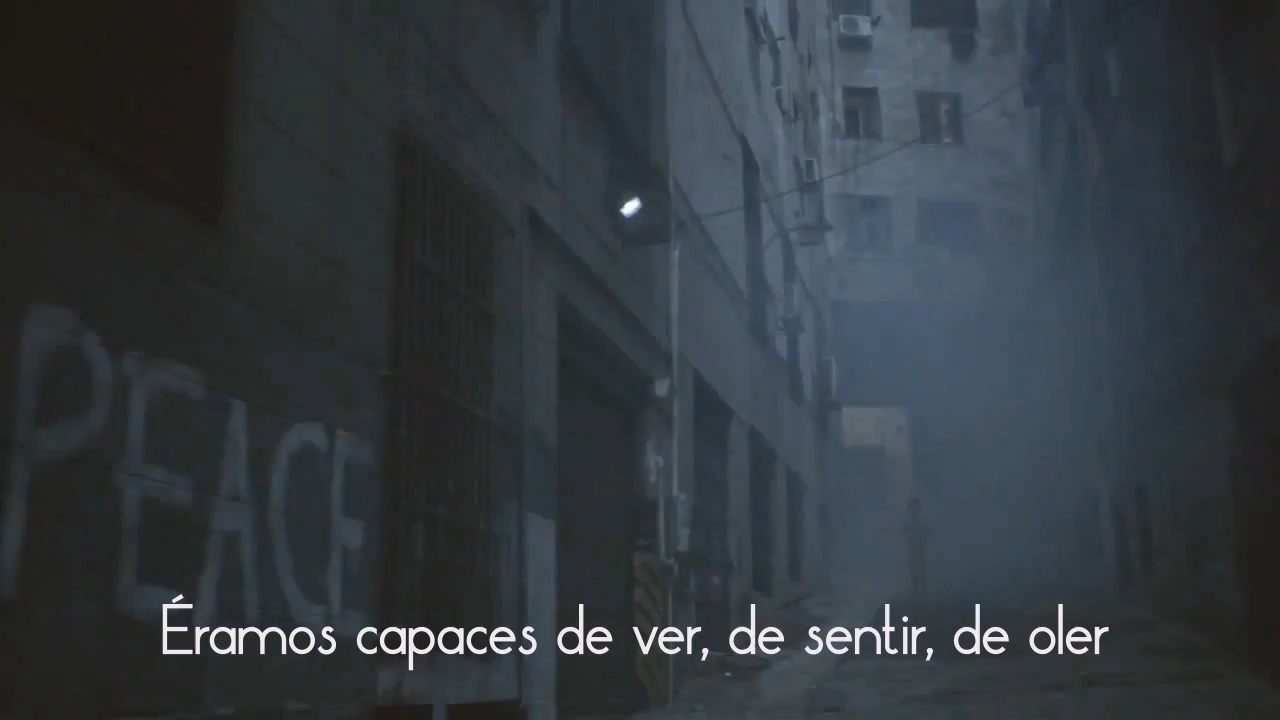 PEACE
Éramos capaces de ver, de sentir, de oler